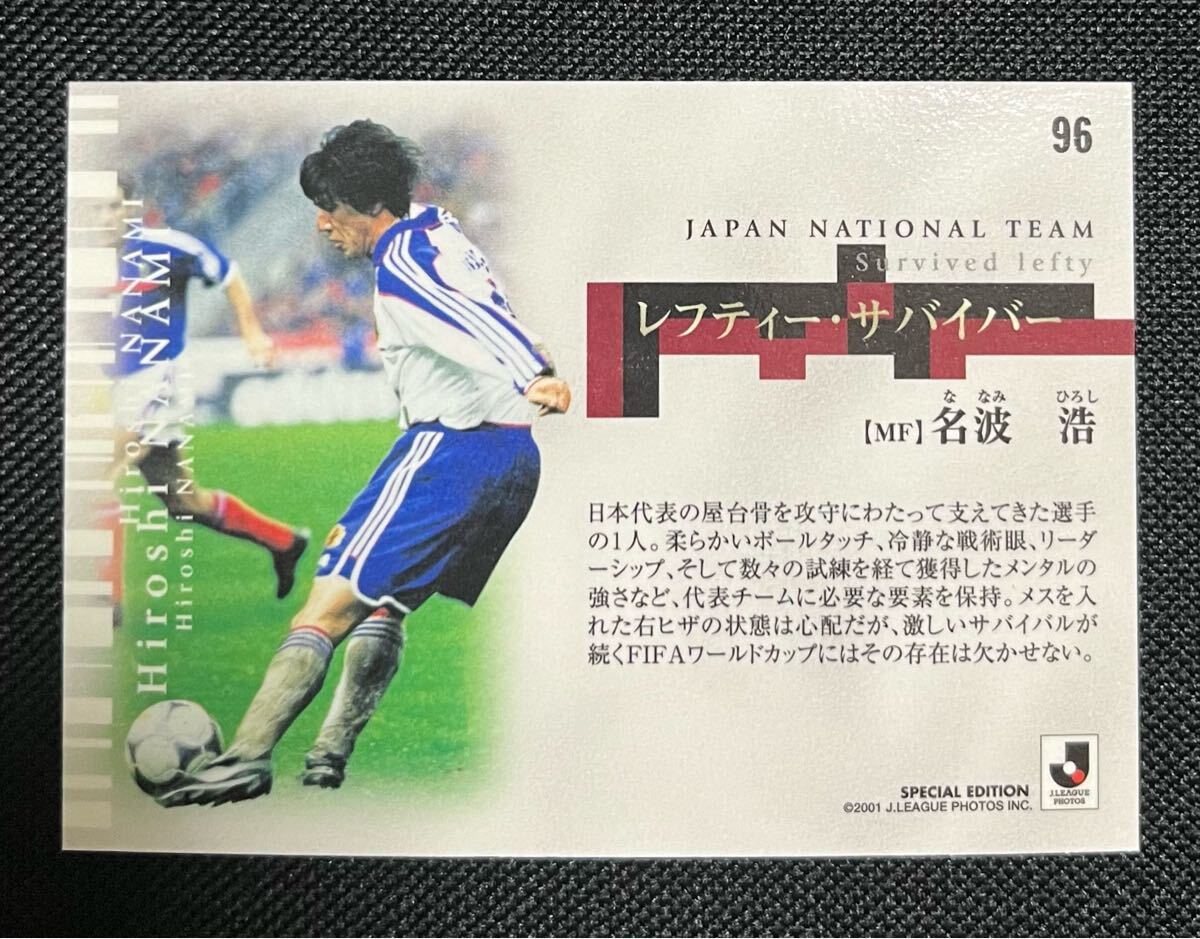 96
JAPAN NATIONAL TEAM
Survived lefty
レフティー・サバイバー
な なみ ひろし
【MF】名波 浩
日本代表の屋台骨を攻守にわたって支えてきた選手
の1人。柔らかいボールタッチ、冷静な戦術眼、リーダ
ーシップ、そして数々の試練を経て獲得したメンタルの
強さなど、代表チームに必要な要素を保持。メスを入
れた右ヒザの状態は心配だが、激しいサバイバルが
続くFIFAワールドカップにはその存在は欠かせない。
Hiroshi NANAMI
Hiroshi NANAMI
Hiroshi NANAMI
SPECIAL EDITION
©2001 J.LEAGUE PHOTOS INC.
J.LEAGUE
PHOTOS